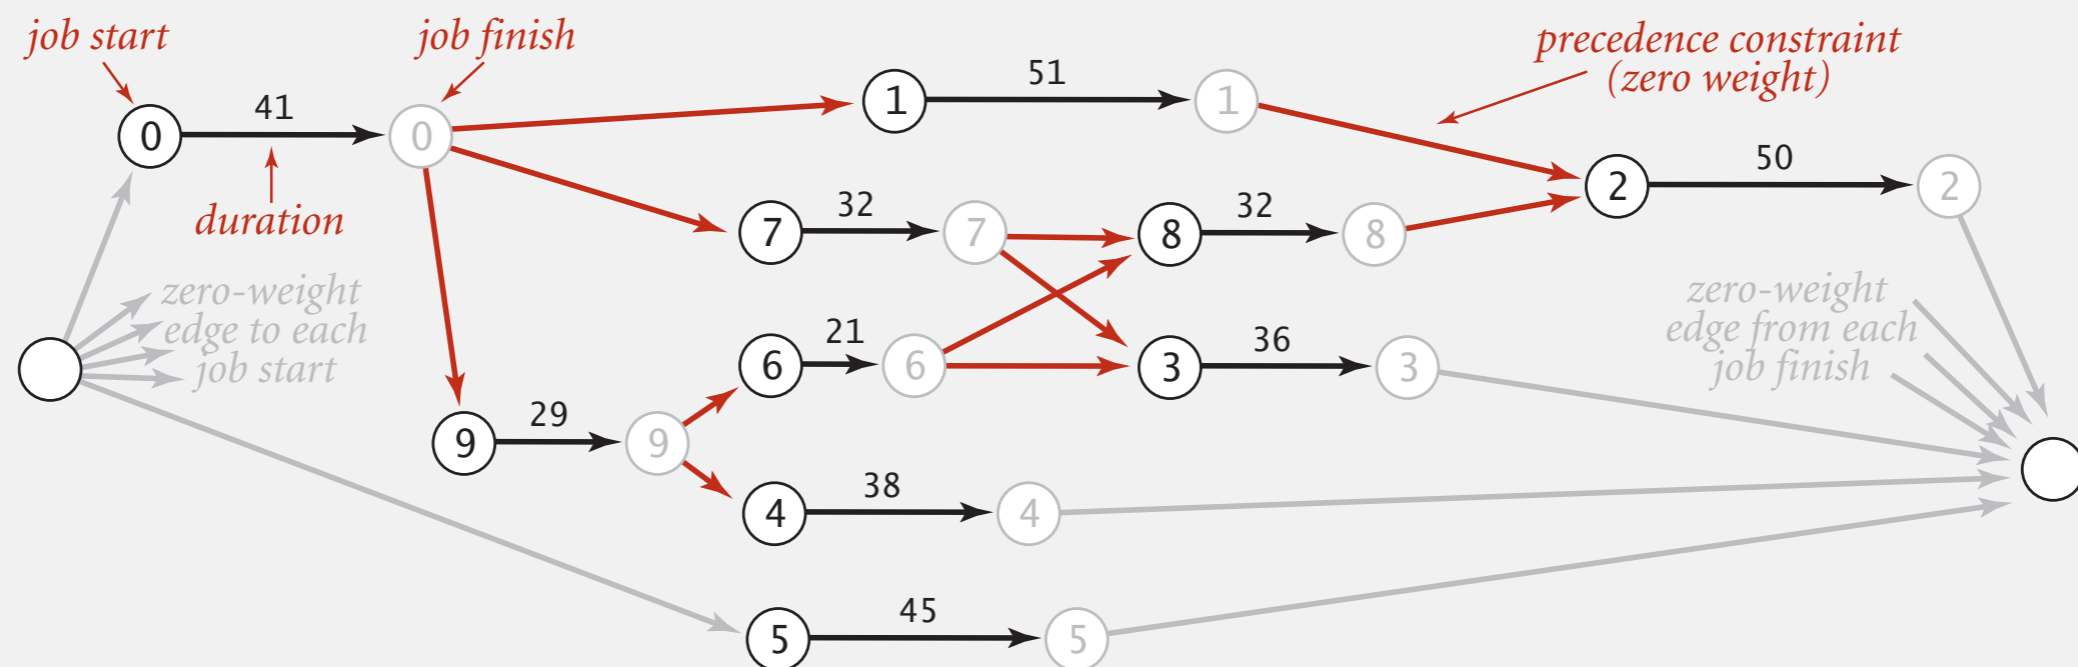 job start
job finish
precedence constraint
(zero weight)
41
51
0
0
1
1
50
duration
32
32
2
2
7
7
8
8
zero-weight
edge to each
job start
zero-weight
edge from each
job finish
21
36
6
6
3
3
29
9
9
38
4
4
45
5
5